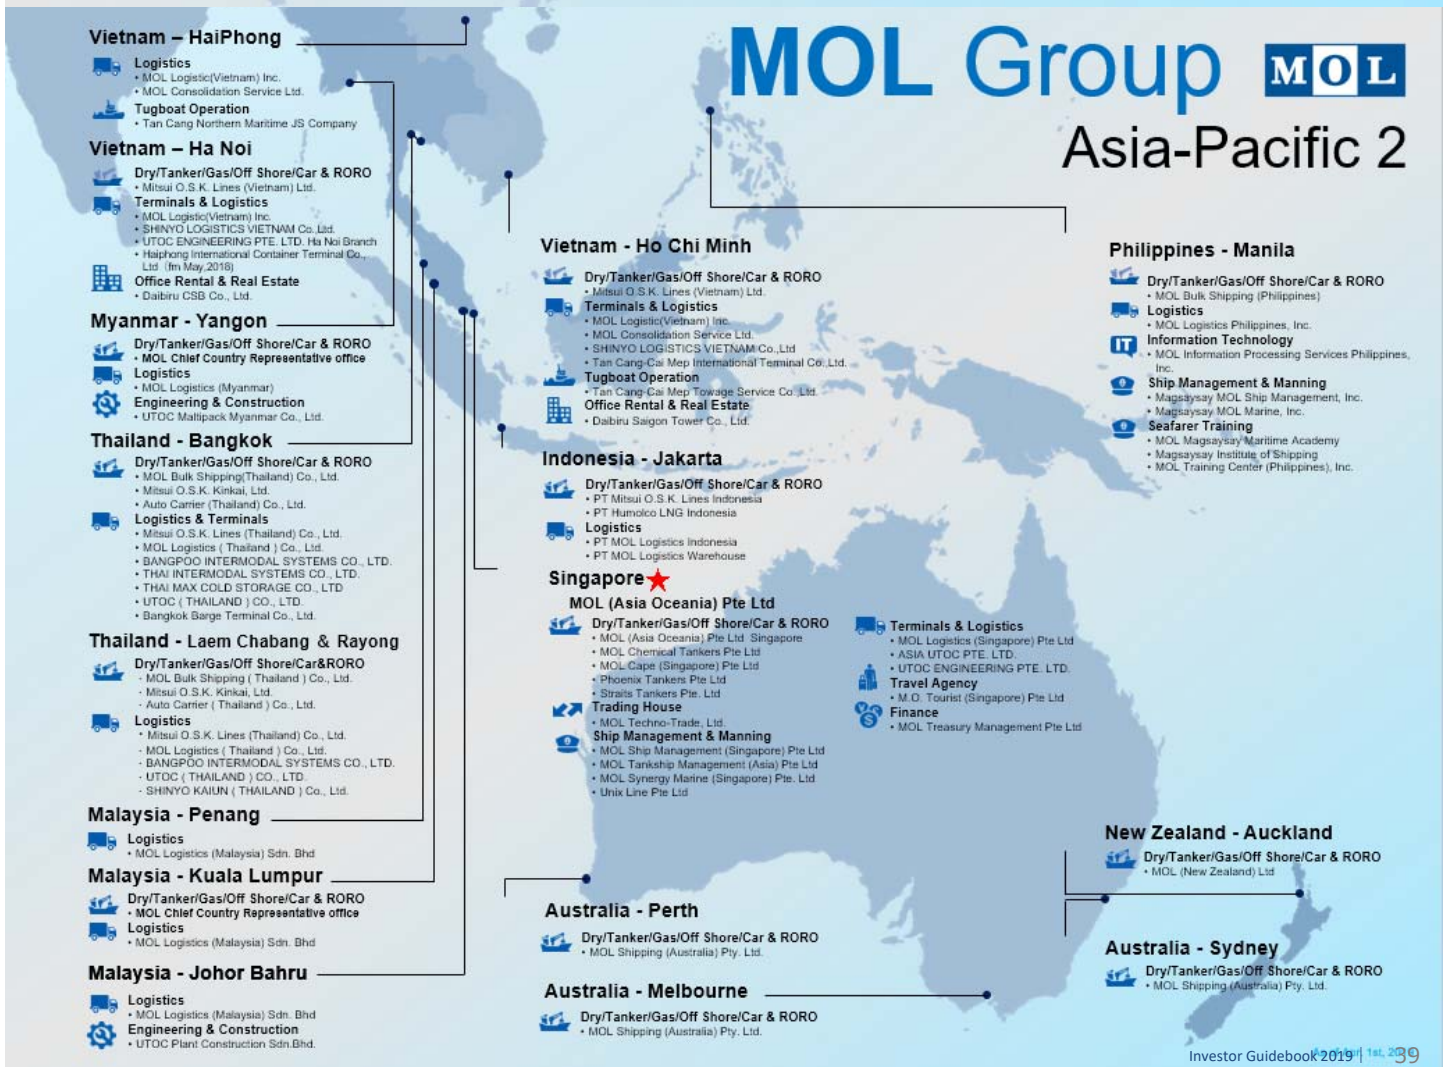 MOL Group
MOL
Asia-Pacific 2
Vietnam – HaiPhong
Logistics
• MOL Logistic(Vietnam) Inc.
• MOL Consolidation Service Ltd.
Tugboat Operation
• Tan Cang Northern Maritime JS Company
Vietnam – Ha Noi
Dry/Tanker/Gas/Off Shore/Car & RORO
• Mitsui O.S.K. Lines (Vietnam) Ltd.
Terminals & Logistics
• MOL Logistic(Vietnam) Inc.
• SHINYO LOGISTICS VIETNAM Co.,Ltd.
• UTOC ENGINEERING PTE. LTD. Ha Noi Branch
• Haiphong International Container Terminal Co.,
Ltd (fm May,2018)
Office Rental & Real Estate
• Daibiru CSB Co., Ltd.
Myanmar - Yangon
Dry/Tanker/Gas/Off Shore/Car & RORO
• MOL Chief Country Representative office
Logistics
• MOL Logistics (Myanmar)
Engineering & Construction
• UTOC Maltipack Myanmar Co., Ltd.
Thailand - Bangkok
Dry/Tanker/Gas/Off Shore/Car & RORO
• MOL Bulk Shipping(Thailand) Co., Ltd.
• Mitsui O.S.K. Kinkai, Ltd.
• Auto Carrier (Thailand) Co., Ltd.
Logistics & Terminals
• Mitsui O.S.K. Lines (Thailand) Co., Ltd.
• MOL Logistics ( Thailand ) Co., Ltd.
• BANGPOO INTERMODAL SYSTEMS CO., LTD.
• THAI INTERMODAL SYSTEMS CO., LTD.
• THAI MAX COLD STORAGE CO., LTD
• UTOC ( THAILAND ) CO., LTD.
• Bangkok Barge Terminal Co., Ltd.
Thailand - Laem Chabang & Rayong
Dry/Tanker/Gas/Off Shore/Car&RORO
- MOL Bulk Shipping ( Thailand ) Co., Ltd.
- Mitsui O.S.K. Kinkai, Ltd.
- Auto Carrier ( Thailand ) Co., Ltd.
Logistics
• Mitsui O.S.K. Lines (Thailand) Co., Ltd.
- MOL Logistics ( Thailand ) Co., Ltd.
- BANGPOO INTERMODAL SYSTEMS CO., LTD.
- UTOC ( THAILAND ) CO., LTD.
- SHINYO KAIUN ( THAILAND ) Co., Ltd.
Malaysia - Penang
Logistics
• MOL Logistics (Malaysia) Sdn. Bhd
Malaysia - Kuala Lumpur
Dry/Tanker/Gas/Off Shore/Car & RORO
• MOL Chief Country Representative office
Logistics
• MOL Logistics (Malaysia) Sdn. Bhd
Malaysia - Johor Bahru
Logistics
• MOL Logistics (Malaysia) Sdn. Bhd
Engineering & Construction
• UTOC Plant Construction Sdn.Bhd.
Vietnam - Ho Chi Minh
Dry/Tanker/Gas/Off Shore/Car & RORO
• Mitsui O.S.K. Lines (Vietnam) Ltd.
Terminals & Logistics
• MOL Logistic(Vietnam) Inc.
• MOL Consolidation Service Ltd.
• SHINYO LOGISTICS VIETNAM Co.,Ltd
• Tan Cang-Cai Mep International Terminal Co.,Ltd.
Tugboat Operation
• Tan Cang-Cai Mep Towage Service Co.,Ltd.
Office Rental & Real Estate
• Daibiru Saigon Tower Co., Ltd.
Indonesia - Jakarta
Dry/Tanker/Gas/Off Shore/Car & RORO
• PT Mitsui O.S.K. Lines Indonesia
• PT Humolco LNG Indonesia
Logistics
• PT MOL Logistics Indonesia
• PT MOL Logistics Warehouse
Singapore
MOL (Asia Oceania) Pte Ltd
Dry/Tanker/Gas/Off Shore/Car & RORO
• MOL (Asia Oceania) Pte Ltd Singapore
• MOL Chemical Tankers Pte Ltd
• MOL Cape (Singapore) Pte Ltd
• Phoenix Tankers Pte Ltd
• Straits Tankers Pte. Ltd
Trading House
• MOL Techno-Trade, Ltd.
Ship Management & Manning
• MOL Ship Management (Singapore) Pte Ltd
• MOL Tankship Management (Asia) Pte Ltd
• MOL Synergy Marine (Singapore) Pte. Ltd
• Unix Line Pte Ltd
Terminals & Logistics
• MOL Logistics (Singapore) Pte Ltd
• ASIA UTOC PTE. LTD.
• UTOC ENGINEERING PTE. LTD.
Travel Agency
• M.O. Tourist (Singapore) Pte Ltd
Finance
• MOL Treasury Management Pte Ltd
Australia - Perth
Dry/Tanker/Gas/Off Shore/Car & RORO
• MOL Shipping (Australia) Pty. Ltd.
Australia - Melbourne
Dry/Tanker/Gas/Off Shore/Car & RORO
• MOL Shipping (Australia) Pty. Ltd.
Philippines - Manila
Dry/Tanker/Gas/Off Shore/Car & RORO
• MOL Bulk Shipping (Philippines)
Logistics
• MOL Logistics Philippines, Inc.
IT
Information Technology
• MOL Information Processing Services Philippines,
Inc.
Ship Management & Manning
• Magsaysay MOL Ship Management, Inc.
• Magsaysay MOL Marine, Inc.
Seafarer Training
• MOL Magsaysay Maritime Academy
• Magsaysay Institute of Shipping
• MOL Training Center (Philippines), Inc.
New Zealand - Auckland
Dry/Tanker/Gas/Off Shore/Car & RORO
• MOL (New Zealand) Ltd
Australia - Sydney
Dry/Tanker/Gas/Off Shore/Car & RORO
• MOL Shipping (Australia) Pty. Ltd.
Investor Guidebook 2019 | 39